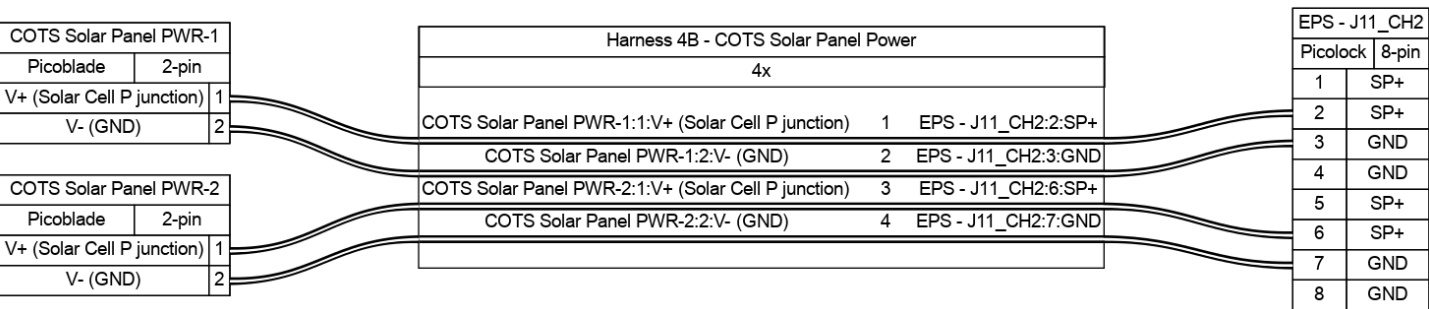 COTS Solar Panel PWR-1
Picoblade 2-pin
V+ (Solar Cell P junction) 1
V- (GND) 2
COTS Solar Panel PWR-2
Picoblade 2-pin
V+ (Solar Cell P junction) 1
V- (GND) 2
Harness 4B - COTS Solar Panel Power
4x
COTS Solar Panel PWR-1:1:V+ (Solar Cell P junction) 1 EPS - J11_CH2:2:SP+
COTS Solar Panel PWR-1:2:V- (GND) 2 EPS - J11_CH2:3:GND
COTS Solar Panel PWR-2:1:V+ (Solar Cell P junction) 3 EPS - J11_CH2:6:SP+
COTS Solar Panel PWR-2:2:V- (GND) 4 EPS - J11_CH2:7:GND
EPS - J11_CH2
Picolock 8-pin
1 SP+
2 SP+
3 GND
4 GND
5 SP+
6 SP+
7 GND
8 GND